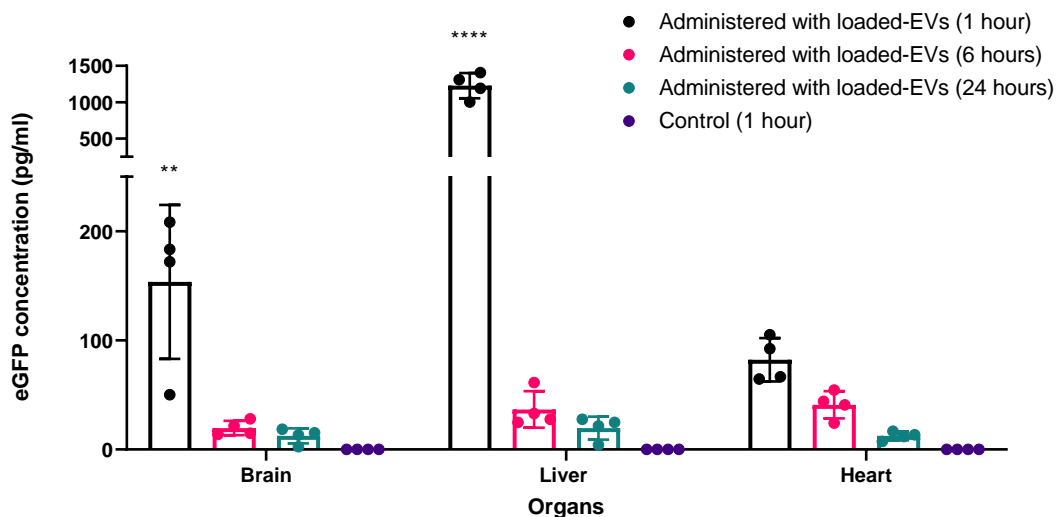 Administered with loaded-EVs (1 hour)
Administered with loaded-EVs (6 hours)
Administered with loaded-EVs (24 hours)
Control (1 hour)
****
**
eGFP concentration (pg/ml)
1500
1000
500
200
100
0
Brain
Liver
Heart
Organs